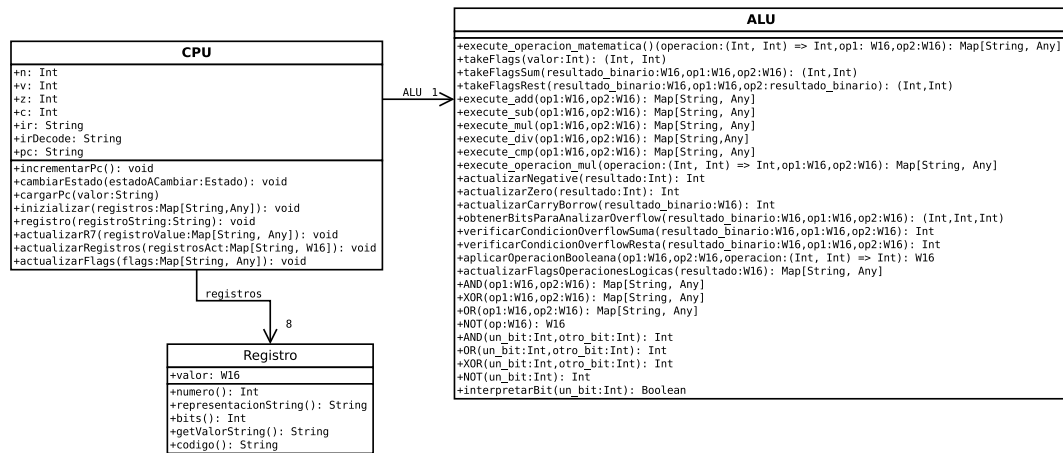 CPU
+n: Int
+v: Int
+z: Int
+c: Int
+ir: String
+irDecode: String
+pc: String
+incrementarPc(): void
+cambiarEstado(estadoACambiar:Estado): void
+cargarPc(valor:String)
+inizializar(registros:Map[String,Any]): void
+registro(registroString:String): void
+actualizarR7(registroValue:Map[String, Any]): void
+actualizarRegistros(registrosAct:Map[String, W16]): void
+actualizarFlags(flags:Map[String, Any]): void
ALU 1
registros
8
Registro
+valor: W16
+numero(): Int
+representacionString(): String
+bits(): Int
+getValorString(): String
+codigo(): String
ALU
+execute_operacion_matematica()(operacion:(Int, Int) => Int,op1: W16,op2:W16): Map[String, Any]
+takeFlags(valor:Int): (Int, Int)
+takeFlagsSum(resultado_binario:W16,op1:W16,op2:W16): (Int,Int)
+takeFlagsRest(resultado_binario:W16,op1:W16,op2:resultado_binario): (Int,Int)
+execute_add(op1:W16,op2:W16): Map[String, Any]
+execute_sub(op1:W16,op2:W16): Map[String, Any]
+execute_mul(op1:W16,op2:W16): Map[String, Any]
+execute_div(op1:W16,op2:W16): Map[String,Any]
+execute_cmp(op1:W16,op2:W16): Map[String, Any]
+execute_operacion_mul(operacion:(Int, Int) => Int,op1:W16,op2:W16): Map[String, Any]
+actualizarNegative(resultado:Int): Int
+actualizarZero(resultado:Int): Int
+actualizarCarryBorrow(resultado_binario:W16): Int
+obtenerBitsParaAnalizarOverflow(resultado_binario:W16,op1:W16,op2:W16): (Int,Int,Int)
+verificarCondicionOverflowSuma(resultado_binario:W16,op1:W16,op2:W16): Int
+verificarCondicionOverflowResta(resultado_binario:W16,op1:W16,op2:W16): Int
+aplicarOperacionBooleana(op1:W16,op2:W16,operacion:(Int, Int) => Int): W16
+actualizarFlagsOperacionesLogicas(resultado:W16): Map[String, Any]
+AND(op1:W16,op2:W16): Map[String, Any]
+XOR(op1:W16,op2:W16): Map[String, Any]
+OR(op1:W16,op2:W16): Map[String, Any]
+NOT(op:W16): W16
+AND(un_bit:Int,otro_bit:Int): Int
+OR(un_bit:Int,otro_bit:Int): Int
+XOR(un_bit:Int,otro_bit:Int): Int
+NOT(un_bit:Int): Int
+interpretarBit(un_bit:Int): Boolean